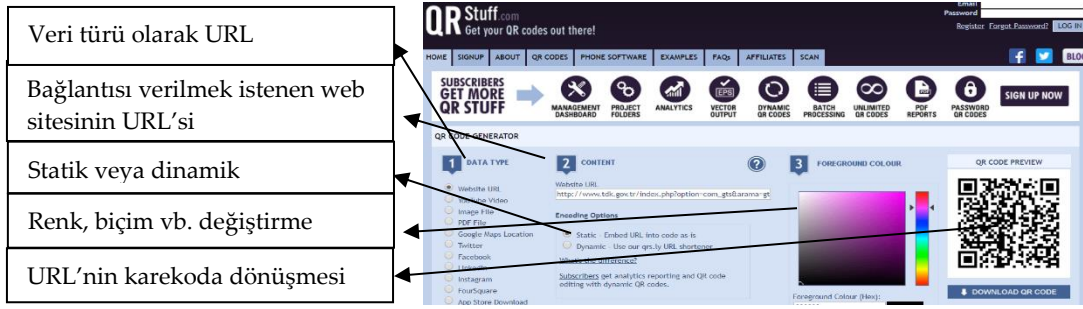 Veri türü olarak URL
Bağlantısı verilmek istenen web
sitesinin URL'si
Statik veya dinamik
Renk, biçim vb. değiştirme
URL'nin karekoda dönüşmesi
QR Stuff.com
Get your QR codes out there!
Email
Password
Register Forgot Password? LOG IN
HOME SIGNUP ABOUT QR CODES PHONE SOFTWARE EXAMPLES FAQs AFFILIATES SCAN
SUBSCRIBERS
GET MORE
QR STUFF
MANAGEMENT
DASHBOARD
PROJECT
FOLDERS
ANALYTICS
EPS
VECTOR
OUTPUT
DYNAMIC
QR CODES
BATCH
PROCESSING
UNLIMITED
QR CODES
PDF
REPORTS
PASSWORD
QR CODES
SIGN UP NOW
QR CODE GENERATOR
1 DATA TYPE
Website URL
YouTube Video
Image File
PDF File
Google Maps Location
Twitter
Facebook
Instagram
FourSquare
App Store Download
2 CONTENT
?
Website URL
http://www.tdk.gov.tr/index.php?option=com_gts&arama=gt
Encoding Options
Static - Embed URL into code as is
Dynamic - Use our qrs.ly URL shortener
What's the difference?
Subscribers get analytics reporting and QR code
editing with dynamic QR codes.
3 FOREGROUND COLOUR
Foreground Colour (Hex):
QR CODE PREVIEW
DOWNLOAD QR CODE